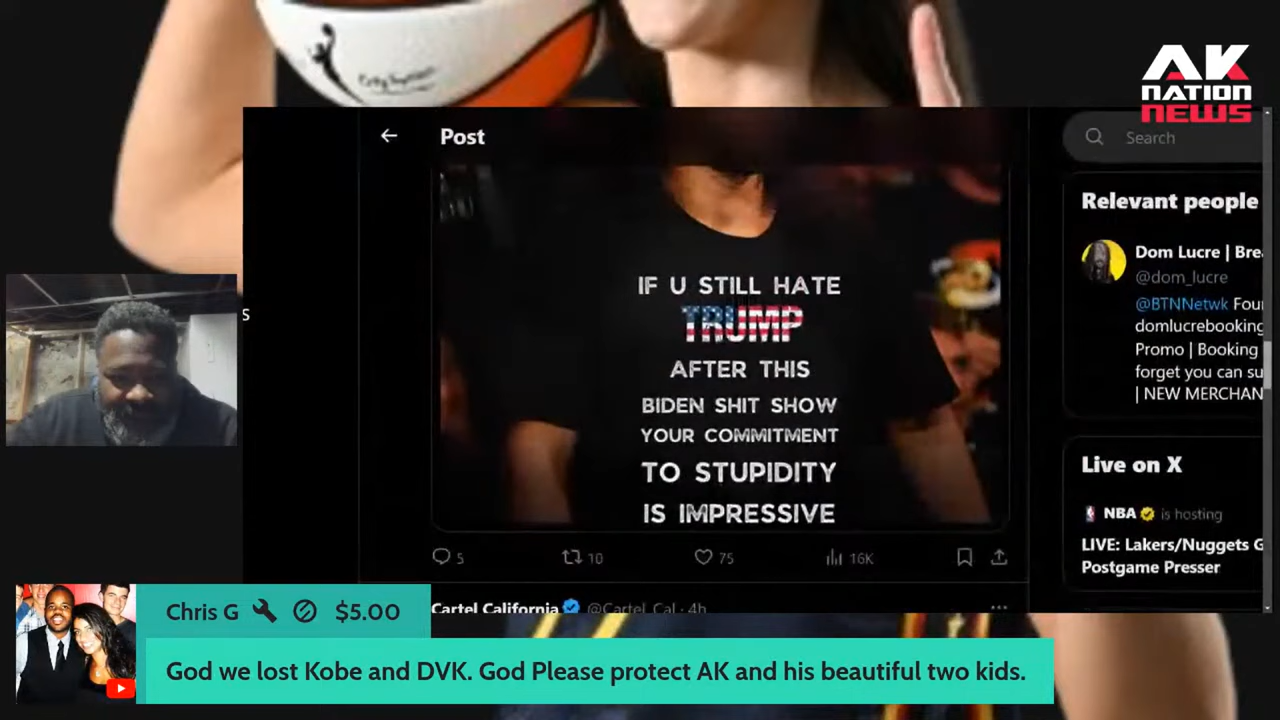 AK
NATION
NEWS
Post
Search
Relevant people
Dom Lucre | Bre
@dom_lucre
@BTNNetwk Foun
domlucrebooking
Promo | Booking
forget you can su
| NEW MERCHAN
IF U STILL HATE
TRUMP
AFTER THIS
BIDEN SHIT SHOW
YOUR COMMITMENT
TO STUPIDITY
IS IMPRESSIVE
s
Live on X
NBA is hosting
LIVE: Lakers/Nuggets G
Postgame Presser
5 10 75 16K
Cartel California @Cartel_Cal · 4h
Chris G $5.00
God we lost Kobe and DVK. God Please protect AK and his beautiful two kids.